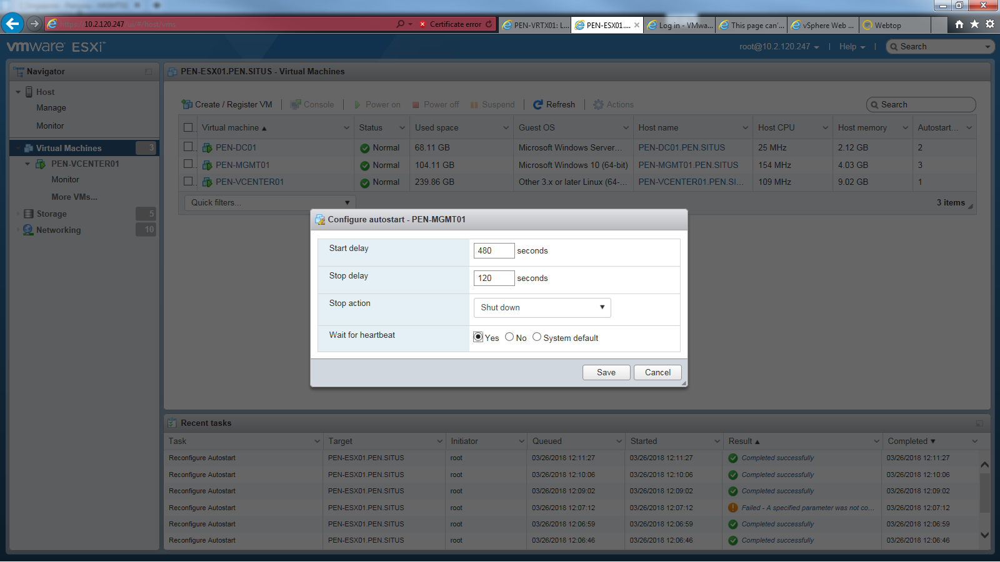 https://10.2.120.247/ui/#/host/vms
Certificate error
PEN-VRTX01: L...
PEN-ESX01....
Log in - VMwa...
This page can'...
vSphere Web ...
Webtop
vmware ESXi™
root@10.2.120.247
Help
Search
Navigator
Host
Manage
Monitor
Virtual Machines 3
PEN-VCENTER01
Monitor
More VMs...
Storage 5
Networking 10
PEN-ESX01.PEN.SITUS - Virtual Machines
Create / Register VM
Console
Power on
Power off
Suspend
Refresh
Actions
Search
Virtual machine Status Used space Guest OS Host name Host CPU Host memory Autostart...
PEN-DC01 Normal 68.11 GB Microsoft Windows Server... PEN-DC01.PEN.SITUS 25 MHz 2.12 GB 2
PEN-MGMT01 Normal 104.11 GB Microsoft Windows 10 (64-bit) PEN-MGMT01.PEN.SITUS 154 MHz 4.03 GB 3
PEN-VCENTER01 Normal 239.86 GB Other 3.x or later Linux (64-... PEN-VCENTER01.PEN.SI... 109 MHz 9.02 GB 1
Quick filters...
3 items
Configure autostart - PEN-MGMT01
Start delay 480 seconds
Stop delay 120 seconds
Stop action Shut down
Wait for heartbeat Yes No System default
Save
Cancel
Recent tasks
Task Target Initiator Queued Started Result Completed
Reconfigure Autostart PEN-ESX01.PEN.SITUS root 03/26/2018 12:11:27 03/26/2018 12:11:27 Completed successfully 03/26/2018 12:11:27
Reconfigure Autostart PEN-ESX01.PEN.SITUS root 03/26/2018 12:10:06 03/26/2018 12:10:06 Completed successfully 03/26/2018 12:10:06
Reconfigure Autostart PEN-ESX01.PEN.SITUS root 03/26/2018 12:09:02 03/26/2018 12:09:02 Completed successfully 03/26/2018 12:09:02
Reconfigure Autostart PEN-ESX01.PEN.SITUS root 03/26/2018 12:07:12 03/26/2018 12:07:12 Failed - A specified parameter was not co... 03/26/2018 12:07:12
Reconfigure Autostart PEN-ESX01.PEN.SITUS root 03/26/2018 12:06:59 03/26/2018 12:06:59 Completed successfully 03/26/2018 12:06:59
Reconfigure Autostart PEN-ESX01.PEN.SITUS root 03/26/2018 12:06:46 03/26/2018 12:06:46 Completed successfully 03/26/2018 12:06:46